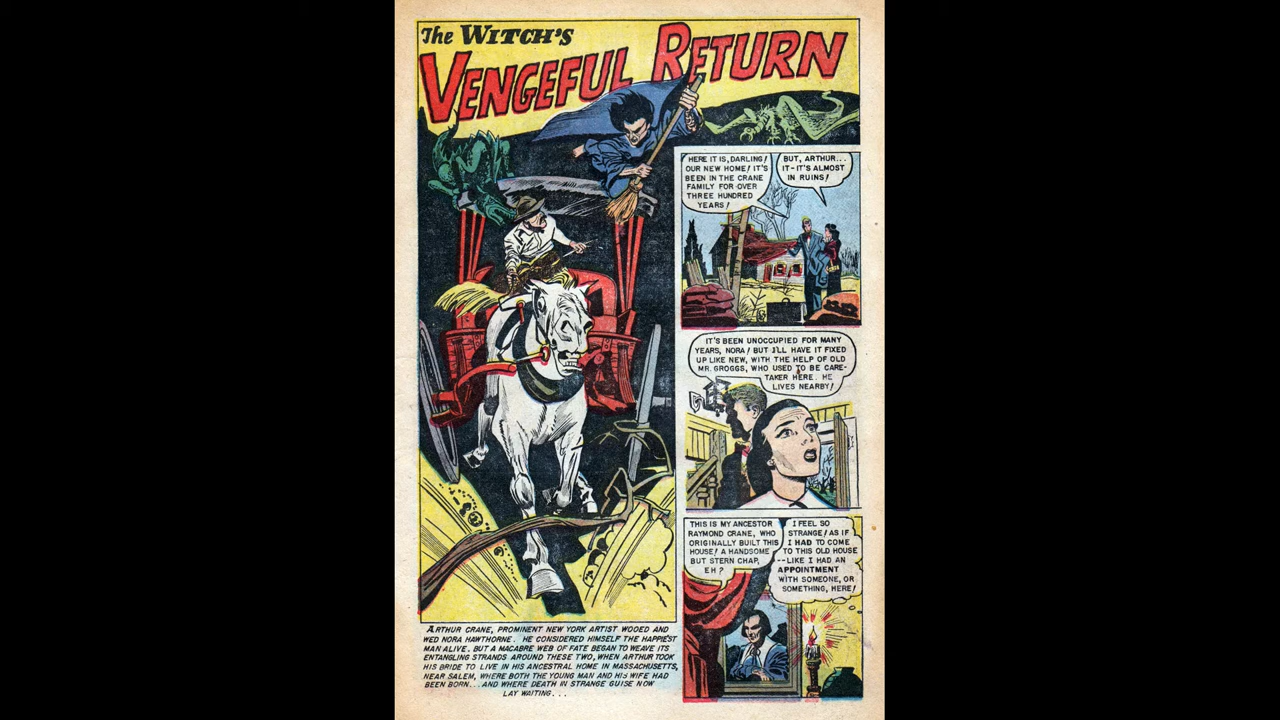 The WITCH'S
VENGEFUL RETURN
HERE IT IS, DARLING!
OUR NEW HOME! IT'S
BEEN IN THE CRANE
FAMILY FOR OVER
THREE HUNDRED
YEARS!
BUT, ARTHUR...
IT-IT'S ALMOST
IN RUINS!
IT'S BEEN UNOCCUPIED FOR MANY
YEARS, NORA! BUT I'LL HAVE IT FIXED
UP LIKE NEW, WITH THE HELP OF OLD
MR. GROGGS, WHO USED TO BE CARE-
TAKER HERE. HE
LIVES NEARBY!
THIS IS MY ANCESTOR
RAYMOND CRANE, WHO
ORIGINALLY BUILT THIS
HOUSE! A HANDSOME
BUT STERN CHAP,
EH?
I FEEL SO
STRANGE! AS IF
I HAD TO COME
TO THIS OLD HOUSE
--LIKE I HAD AN
APPOINTMENT
WITH SOMEONE, OR
SOMETHING, HERE!
ARTHUR CRANE, PROMINENT NEW YORK ARTIST WOOED AND
WED NORA HAWTHORNE. HE CONSIDERED HIMSELF THE HAPPIEST
MAN ALIVE. BUT A MACABRE WEB OF FATE BEGAN TO WEAVE ITS
ENTANGLING STRANDS AROUND THESE TWO, WHEN ARTHUR TOOK
HIS BRIDE TO LIVE IN HIS ANCESTRAL HOME IN MASSACHUSETTS,
NEAR SALEM, WHERE BOTH THE YOUNG MAN AND HIS WIFE HAD
BEEN BORN...AND WHERE DEATH IN STRANGE GUISE NOW
LAY WAITING...